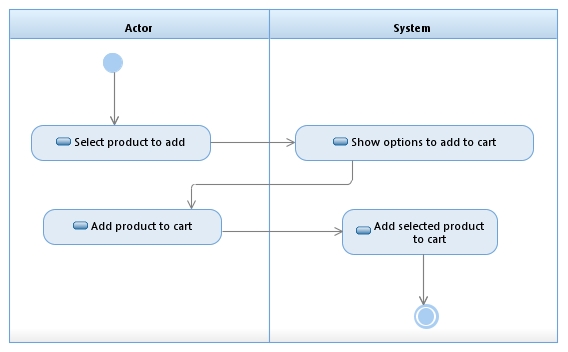 Actor
System
Select product to add
Show options to add to cart
Add product to cart
Add selected product
to cart